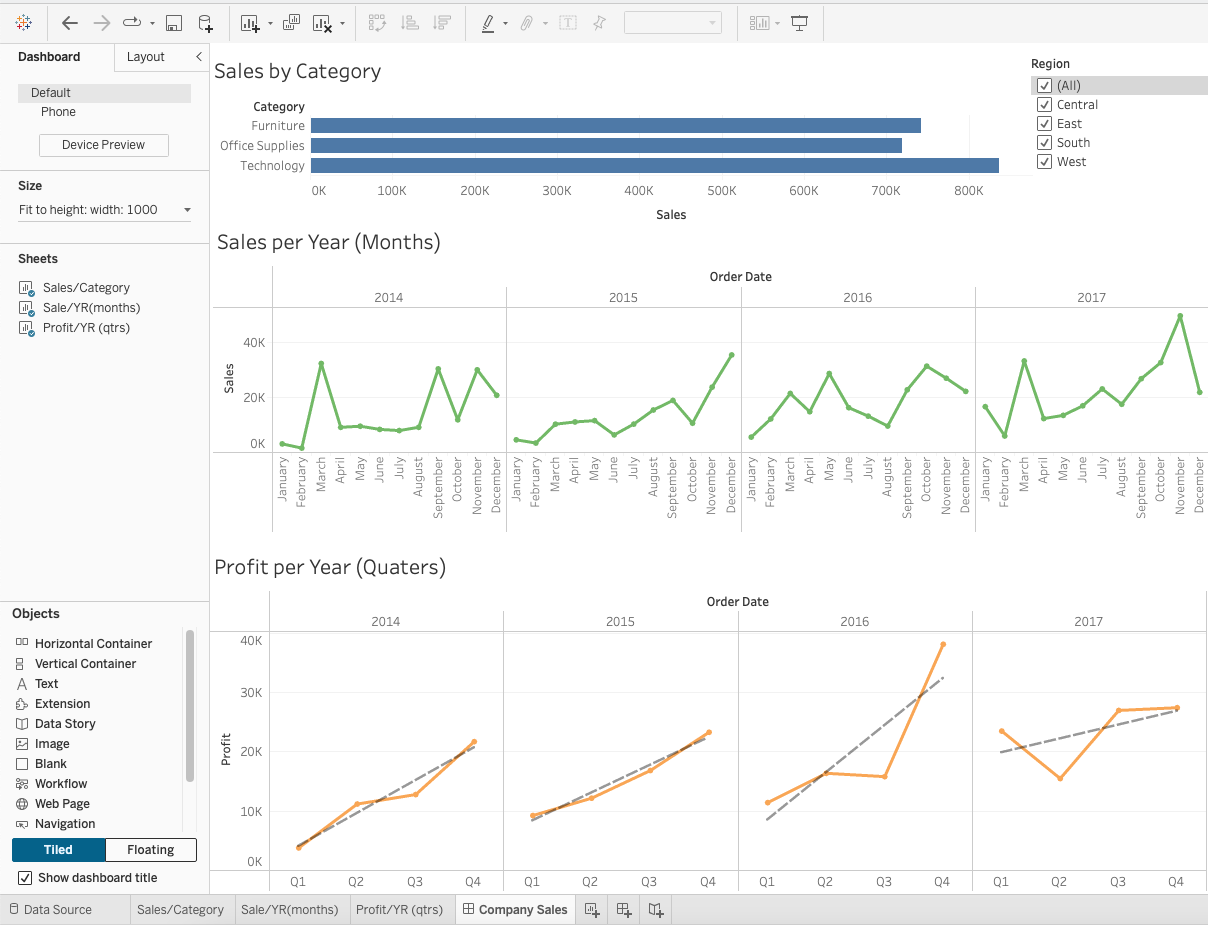 Dashboard
Layout
Default
Phone
Device Preview
Size
Fit to height: width: 1000
Sheets
Sales/Category
Sale/YR(months)
Profit/YR (qtrs)
Objects
Horizontal Container
Vertical Container
A Text
Extension
Data Story
Image
Blank
Workflow
Web Page
Navigation
Tiled Floating
Show dashboard title
Sales by Category
Category
Furniture
Office Supplies
Technology
0K 100K 200K 300K 400K 500K 600K 700K 800K
Sales
Region
(All)
Central
East
South
West
Sales per Year (Months)
Order Date
2014 2015 2016 2017
Sales
40K
20K
0K
January February March April May June July August September October November December January February March April May June July August September October November December January February March April May June July August September October November December January February March April May June July August September October November December
Profit per Year (Quaters)
Order Date
2014 2015 2016 2017
Profit
40K
30K
20K
10K
0K
Q1 Q2 Q3 Q4 Q1 Q2 Q3 Q4 Q1 Q2 Q3 Q4 Q1 Q2 Q3 Q4
Data Source Sales/Category Sale/YR(months) Profit/YR (qtrs) Company Sales